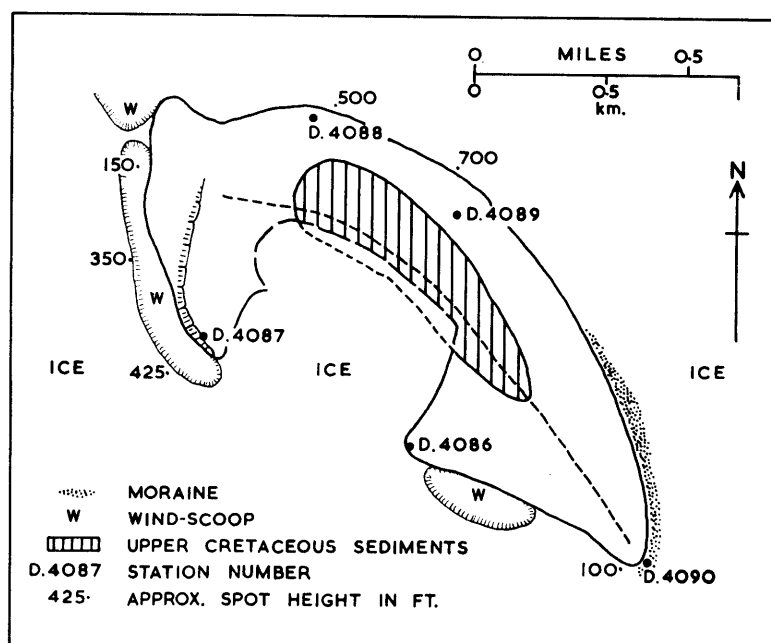 0 MILES 0·5
0 0·5
km.
W
.500
D.4088
150·
.700
N
D.4089
350·
W
D.4087
ICE
425·
ICE
ICE
D.4086
W
MORAINE
W WIND-SCOOP
UPPER CRETACEOUS SEDIMENTS
D.4087 STATION NUMBER
425· APPROX. SPOT HEIGHT IN FT.
100·
D.4090